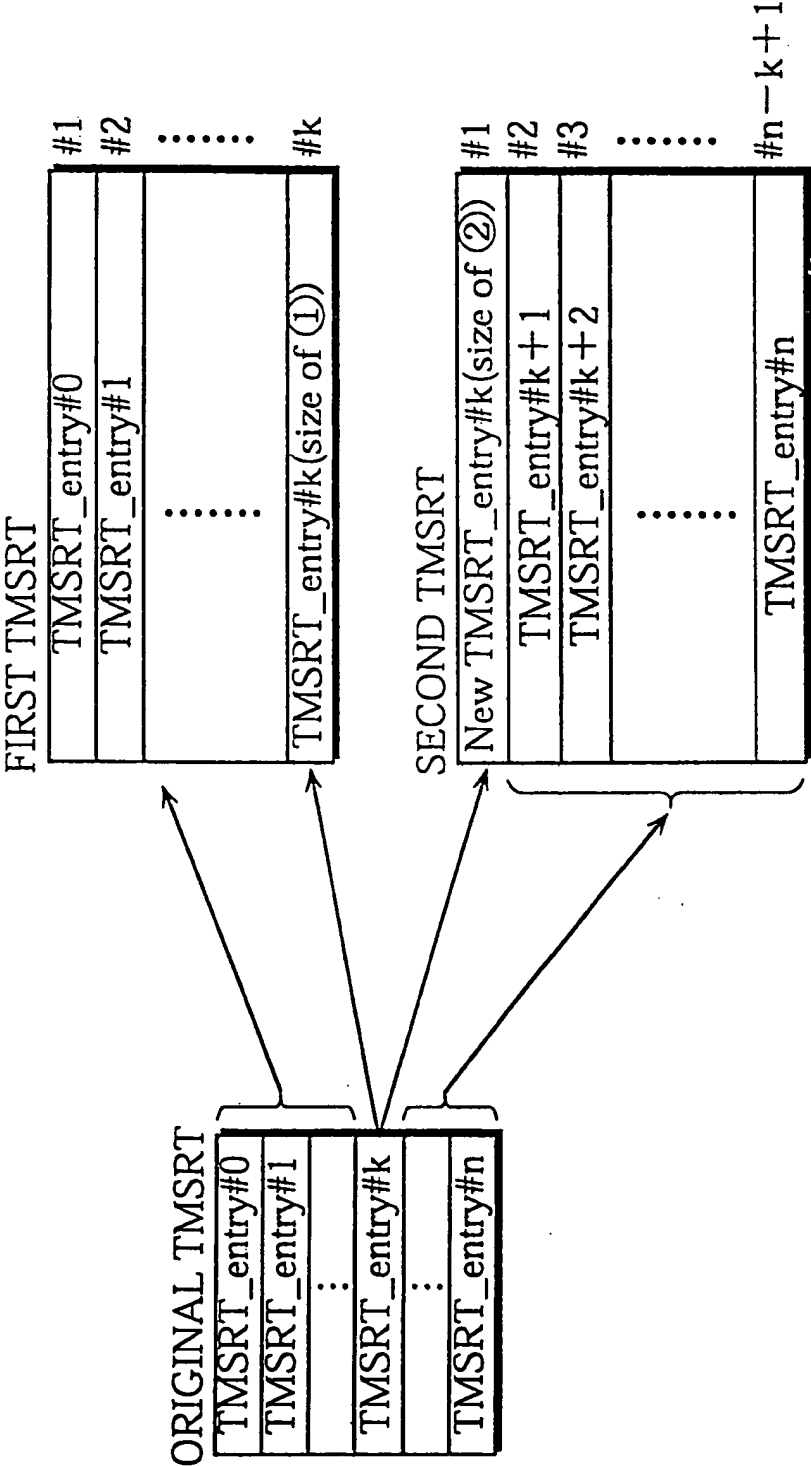 ORIGINAL TMSRT
TMSRT_entry#0
TMSRT_entry#1
⋮
TMSRT_entry#k
⋮
TMSRT_entry#n
FIRST TMSRT
TMSRT_entry#0 #1
TMSRT_entry#1 #2
······· ·······
TMSRT_entry#k(size of ①) #k
SECOND TMSRT
New TMSRT_entry#k(size of ②) #1
TMSRT_entry#k+1 #2
TMSRT_entry#k+2 #3
······· ·······
TMSRT_entry#n #n−k+1